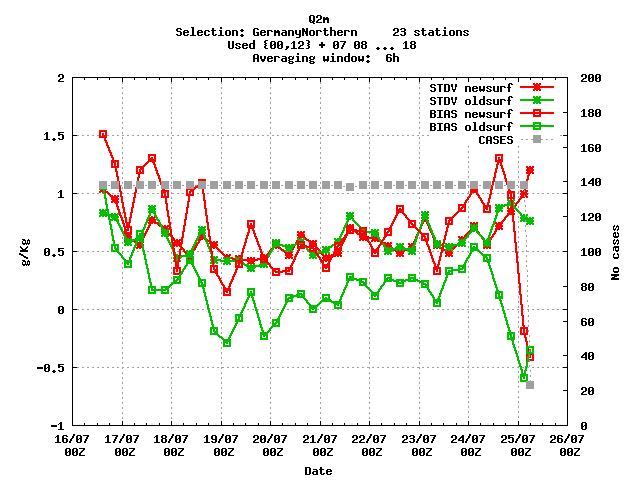 Q2m
Selection: GermanyNorthern 23 stations
Used {00,12} + 07 08 ... 18
Averaging window: 6h
STDV newsurf
STDV oldsurf
BIAS newsurf
BIAS oldsurf
CASES
2
1.5
1
0.5
0
-0.5
-1
g/Kg
200
180
160
140
120
100
80
60
40
20
0
No cases
16/07 17/07 18/07 19/07 20/07 21/07 22/07 23/07 24/07 25/07 26/07
00Z 00Z 00Z 00Z 00Z 00Z 00Z 00Z 00Z 00Z 00Z
Date